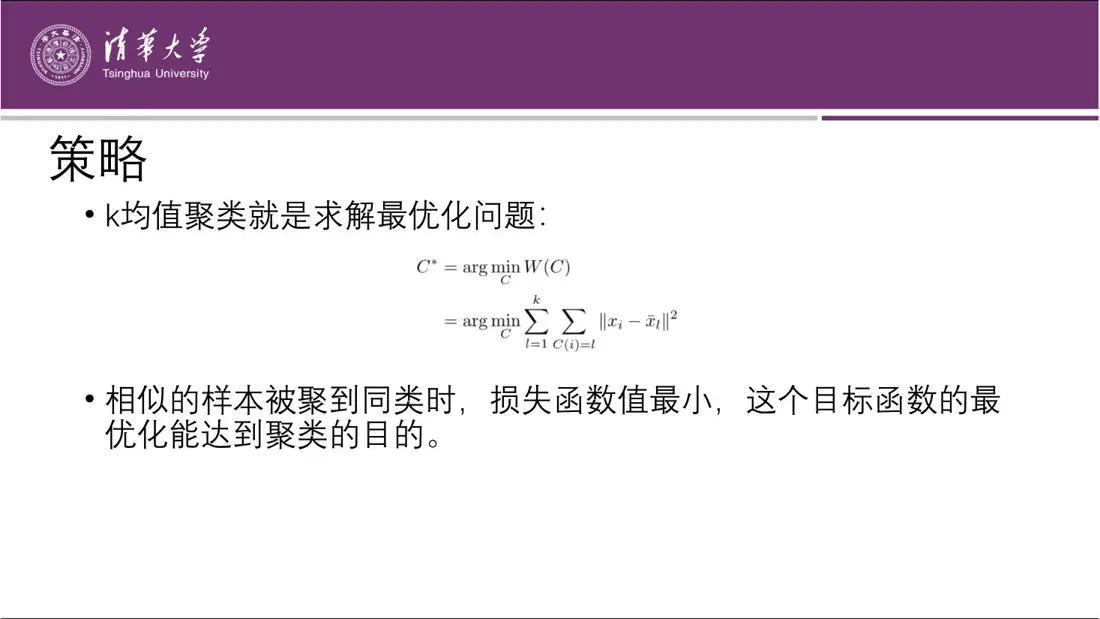 清华大学
Tsinghua University
策略
• k均值聚类就是求解最优化问题：
C* = arg min_C W(C)
= arg min_C ∑_{l=1}^{k} ∑_{C(i)=l} ‖x_i − x̄_l‖²
• 相似的样本被聚到同类时，损失函数值最小，这个目标函数的最
优化能达到聚类的目的。